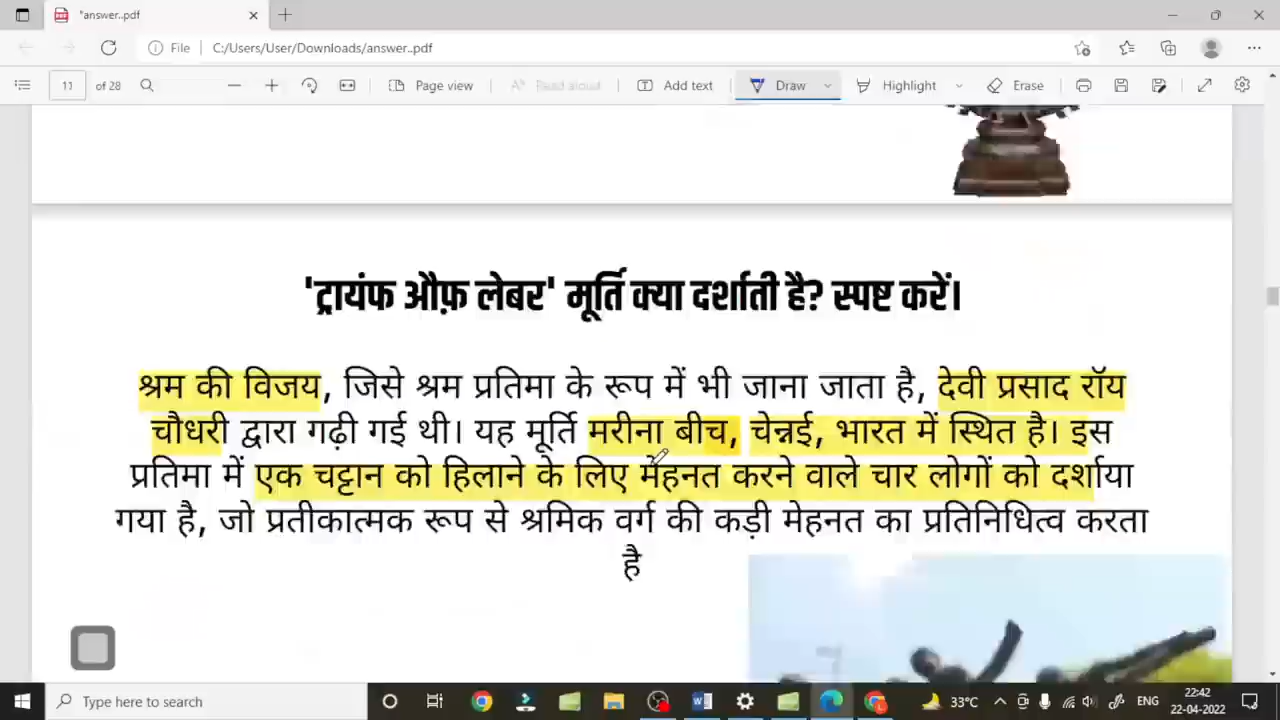 *answer..pdf
File
C:/Users/User/Downloads/answer..pdf
11 of 28
Page view
Read aloud
Add text
Draw
Highlight
Erase
'ट्रायंफ औफ़ लेबर' मूर्ति क्या दर्शाती है? स्पष्ट करें।
श्रम की विजय, जिसे श्रम प्रतिमा के रूप में भी जाना जाता है, देवी प्रसाद रॉय
चौधरी द्वारा गढ़ी गई थी। यह मूर्ति मरीना बीच, चेन्नई, भारत में स्थित है। इस
प्रतिमा में एक चट्टान को हिलाने के लिए मेहनत करने वाले चार लोगों को दर्शाया
गया है, जो प्रतीकात्मक रूप से श्रमिक वर्ग की कड़ी मेहनत का प्रतिनिधित्व करता
है
Type here to search
33°C
ENG
22:42
22-04-2022